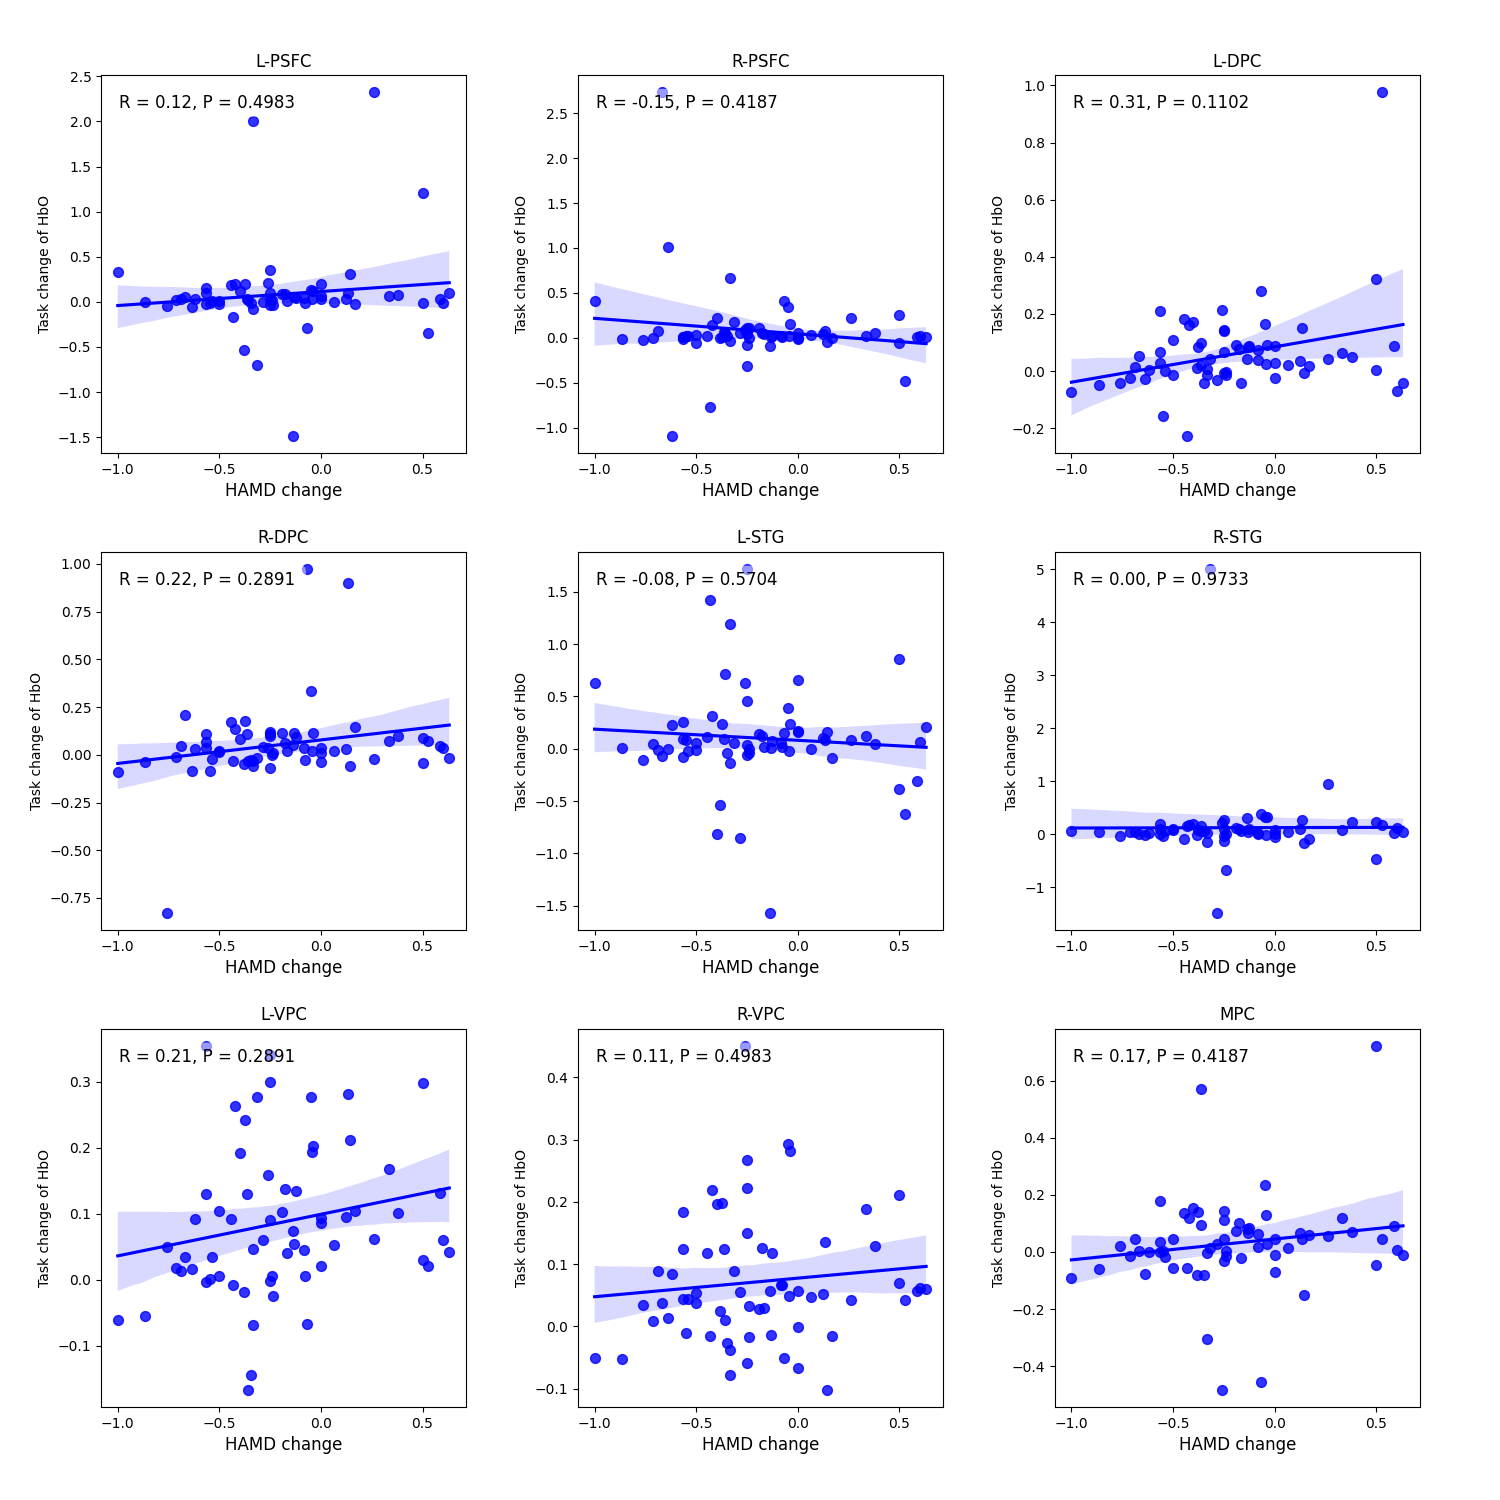 L-PSFC
R = 0.12, P = 0.4983
Task change of HbO
2.5
2.0
1.5
1.0
0.5
0.0
−0.5
−1.0
−1.5
−1.0 −0.5 0.0 0.5
HAMD change
R-PSFC
R = -0.15, P = 0.4187
Task change of HbO
2.5
2.0
1.5
1.0
0.5
0.0
−0.5
−1.0
−1.0 −0.5 0.0 0.5
HAMD change
L-DPC
R = 0.31, P = 0.1102
Task change of HbO
1.0
0.8
0.6
0.4
0.2
0.0
−0.2
−1.0 −0.5 0.0 0.5
HAMD change
R-DPC
R = 0.22, P = 0.2891
Task change of HbO
1.00
0.75
0.50
0.25
0.00
−0.25
−0.50
−0.75
−1.0 −0.5 0.0 0.5
HAMD change
L-STG
R = -0.08, P = 0.5704
Task change of HbO
1.5
1.0
0.5
0.0
−0.5
−1.0
−1.5
−1.0 −0.5 0.0 0.5
HAMD change
R-STG
R = 0.00, P = 0.9733
Task change of HbO
5
4
3
2
1
0
−1
−1.0 −0.5 0.0 0.5
HAMD change
L-VPC
R = 0.21, P = 0.2891
Task change of HbO
0.3
0.2
0.1
0.0
−0.1
−1.0 −0.5 0.0 0.5
HAMD change
R-VPC
R = 0.11, P = 0.4983
Task change of HbO
0.4
0.3
0.2
0.1
0.0
−0.1
−1.0 −0.5 0.0 0.5
HAMD change
MPC
R = 0.17, P = 0.4187
Task change of HbO
0.6
0.4
0.2
0.0
−0.2
−0.4
−1.0 −0.5 0.0 0.5
HAMD change